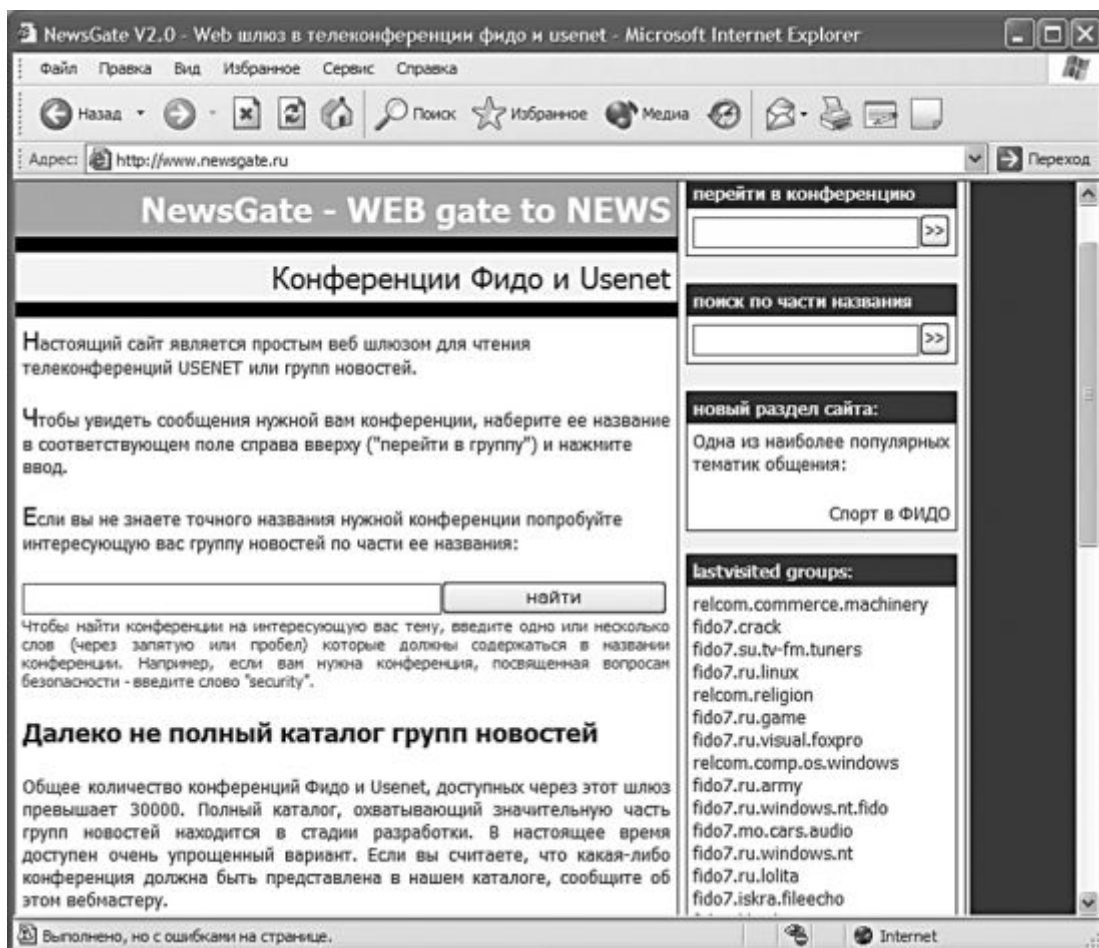 NewsGate V2.0 - Web шлюз в телеконференции фидо и usenet - Microsoft Internet Explorer
Файл Правка Вид Избранное Сервис Справка
Назад Поиск Избранное Медиа
Адрес: http://www.newsgate.ru Переход
NewsGate - WEB gate to NEWS
Конференции Фидо и Usenet
Настоящий сайт является простым веб шлюзом для чтения
телеконференций USENET или групп новостей.
Чтобы увидеть сообщения нужной вам конференции, наберите ее название
в соответствующем поле справа вверху ("перейти в группу") и нажмите
ввод.
Если вы не знаете точного названия нужной конференции попробуйте
интересующую вас группу новостей по части ее названия:
найти
Чтобы найти конференции на интересующую вас тему, введите одно или несколько
слов (через запятую или пробел) которые должны содержаться в названии
конференции. Например, если вам нужна конференция, посвященная вопросам
безопасности - введите слово "security".
Далеко не полный каталог групп новостей
Общее количество конференций Фидо и Usenet, доступных через этот шлюз
превышает 30000. Полный каталог, охватывающий значительную часть
групп новостей находится в стадии разработки. В настоящее время
доступен очень упрощенный вариант. Если вы считаете, что какая-либо
конференция должна быть представлена в нашем каталоге, сообщите об
этом вебмастеру.
перейти в конференцию
>>
поиск по части названия
>>
новый раздел сайта:
Одна из наиболее популярных
тематик общения:
Спорт в ФИДО
lastvisited groups:
relcom.commerce.machinery
fido7.crack
fido7.su.tv-fm.tuners
fido7.ru.linux
relcom.religion
fido7.ru.game
fido7.ru.visual.foxpro
relcom.comp.os.windows
fido7.ru.army
fido7.ru.windows.nt.fido
fido7.mo.cars.audio
fido7.ru.windows.nt
fido7.ru.lolita
fido7.iskra.fileecho
Выполнено, но с ошибками на странице. Internet